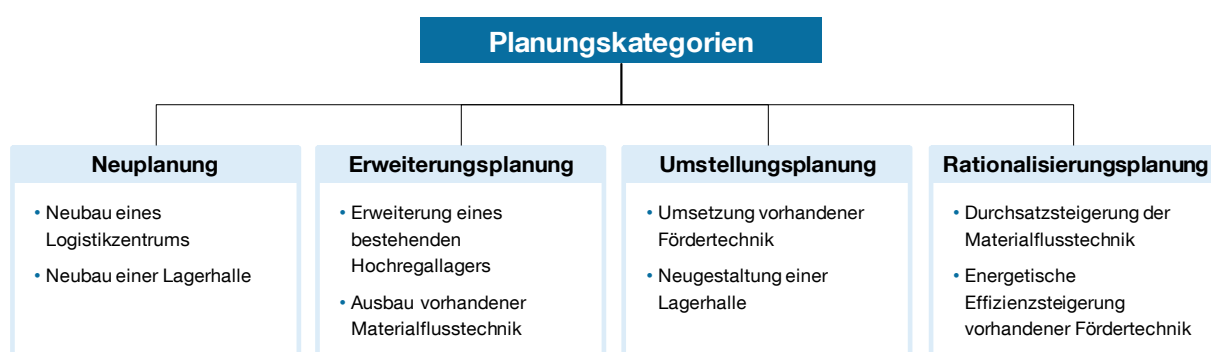 Planungskategorien
Neuplanung
• Neubau eines
Logistikzentrums
• Neubau einer Lagerhalle
Erweiterungsplanung
• Erweiterung eines
bestehenden
Hochregallagers
• Ausbau vorhandener
Materialflusstechnik
Umstellungsplanung
• Umsetzung vorhandener
Fördertechnik
• Neugestaltung einer
Lagerhalle
Rationalisierungsplanung
• Durchsatzsteigerung der
Materialflusstechnik
• Energetische
Effizienzsteigerung
vorhandener Fördertechnik